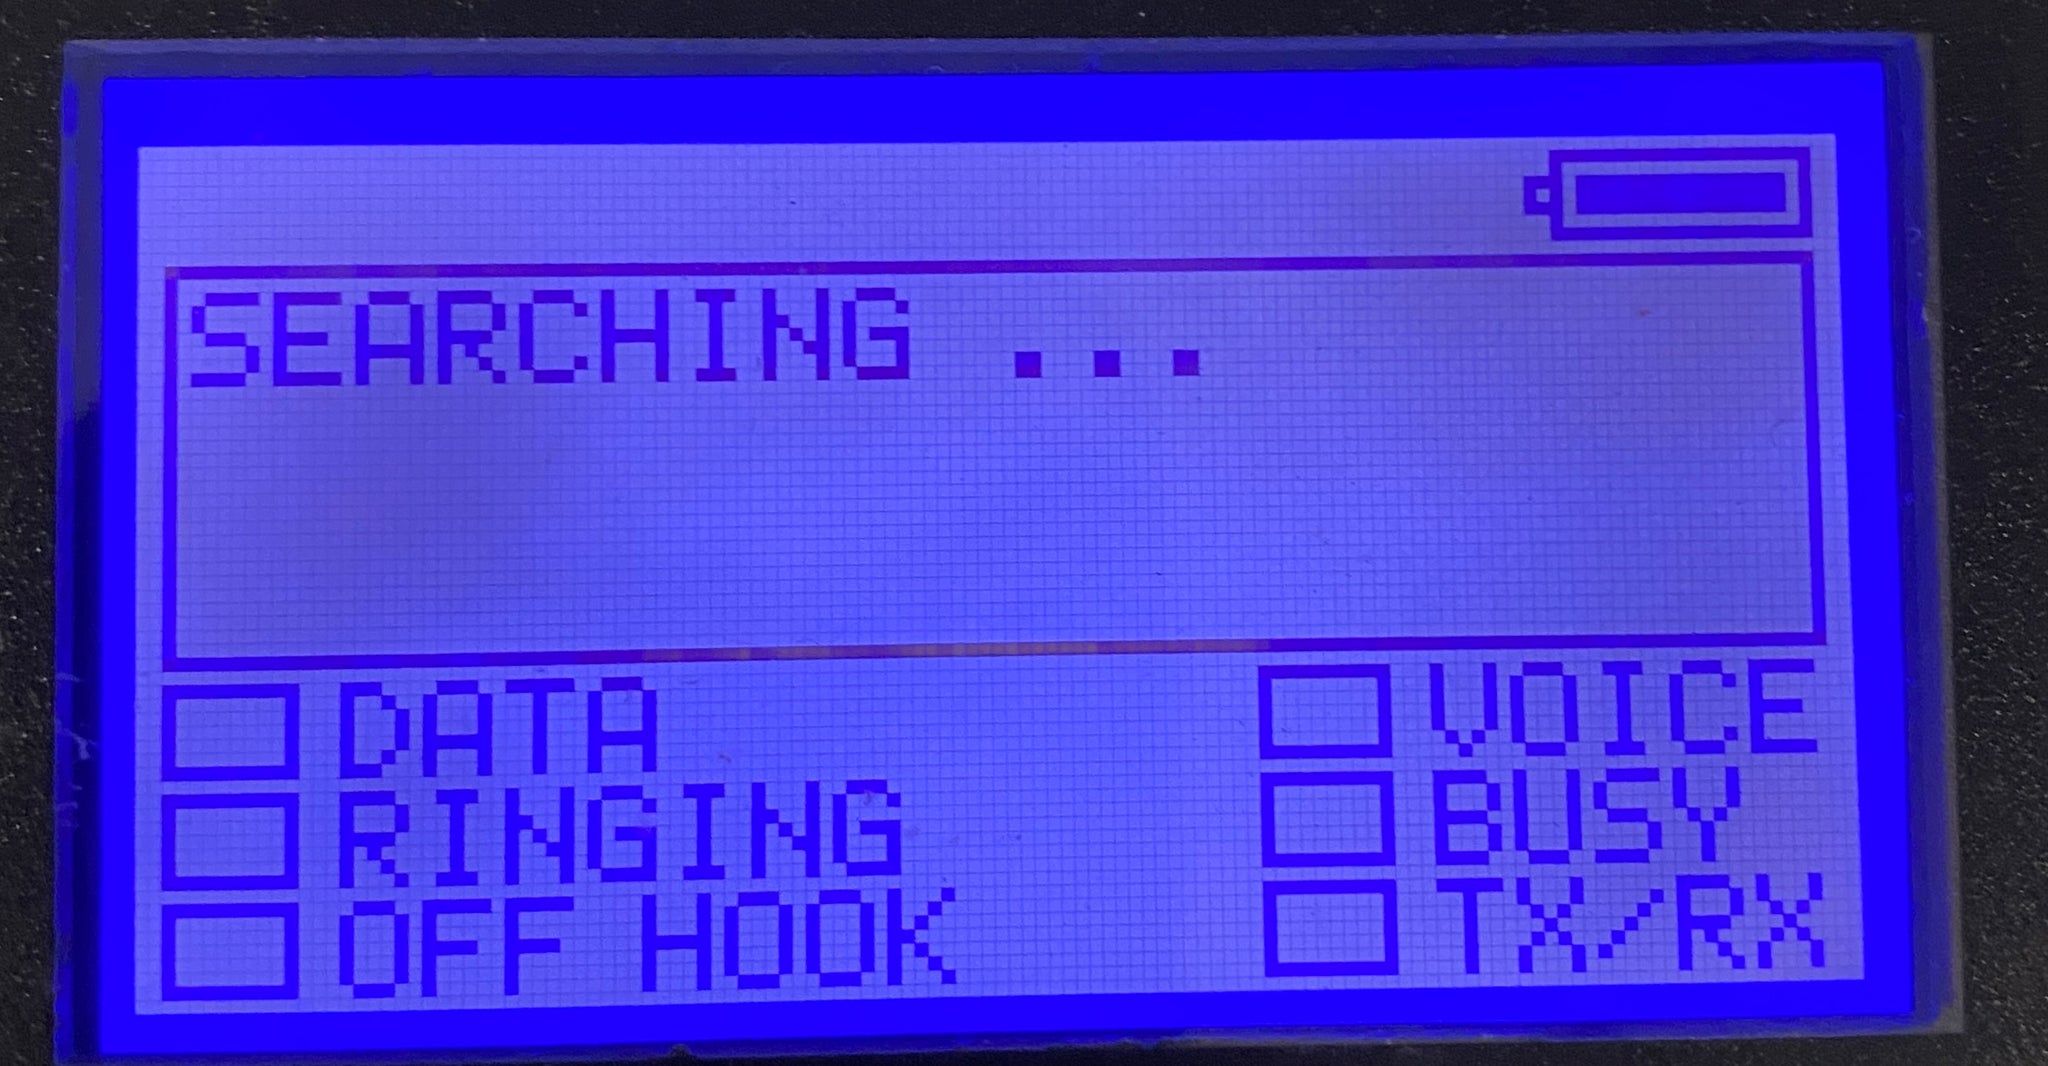 SEARCHING ...
DATA VOICE
RINGING BUSY
OFF HOOK TX/RX